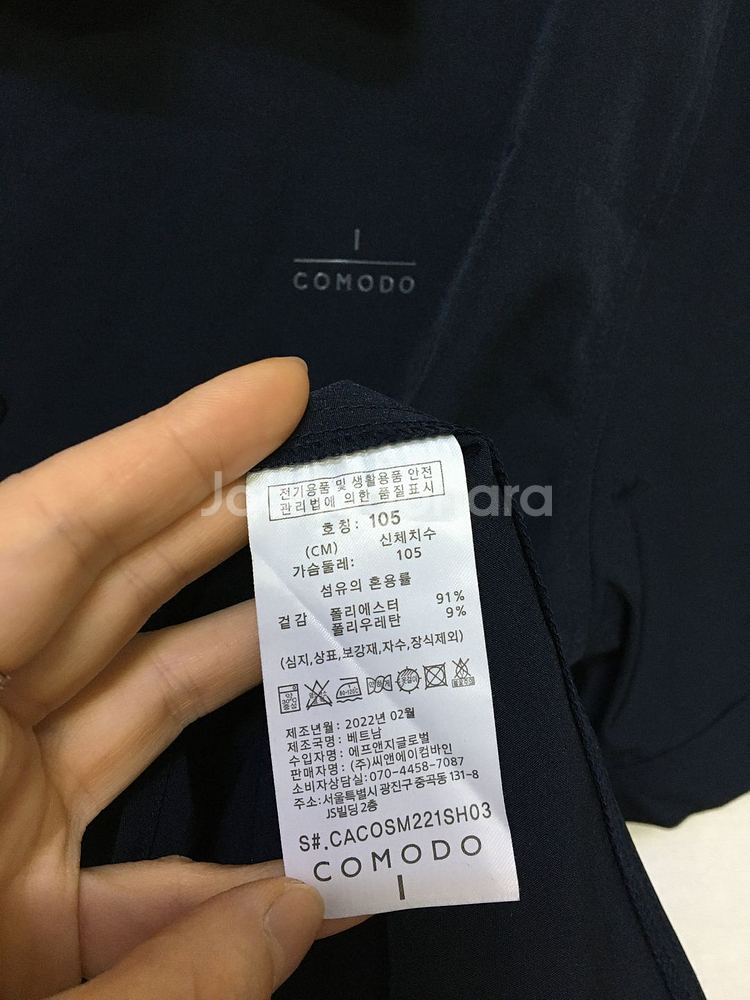 COMODO
전기용품 및 생활용품 안전
관리법에 의한 품질표시
호칭: 105
(CM) 신체치수
가슴둘레: 105
섬유의 혼용률
겉감 폴리에스터 91%
폴리우레탄 9%
(심지,상표,보강재,자수,장식제외)
제조년월: 2022년 02월
제조국명: 베트남
수입자명: 에프앤지글로벌
판매자명: (주)씨앤에이컴바인
소비자상담실: 070-4458-7087
주소: 서울특별시 광진구 중곡동 131-8
JS빌딩 2층
S#.CACOSM221SH03
COMODO